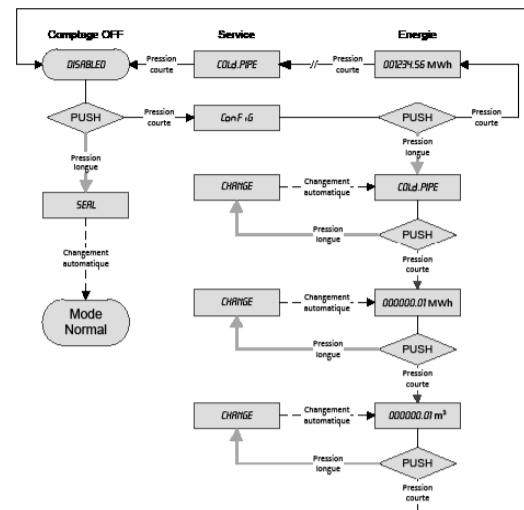 Comptage OFF
Service
Energie
DISABLED
Pression
courte
COLd.PIPE
Pression
courte
001234.56 MWh
PUSH
Pression
courte
ConFiG
PUSH
Pression
courte
Pression
longue
Pression
longue
SEAL
CHANGE
Changement
automatique
COLd.PIPE
Changement
automatique
Pression
longue
PUSH
Pression
courte
Mode
Normal
CHANGE
Changement
automatique
000000.01 MWh
Pression
longue
PUSH
Pression
courte
CHANGE
Changement
automatique
000000.01 m³
Pression
longue
PUSH
Pression
courte